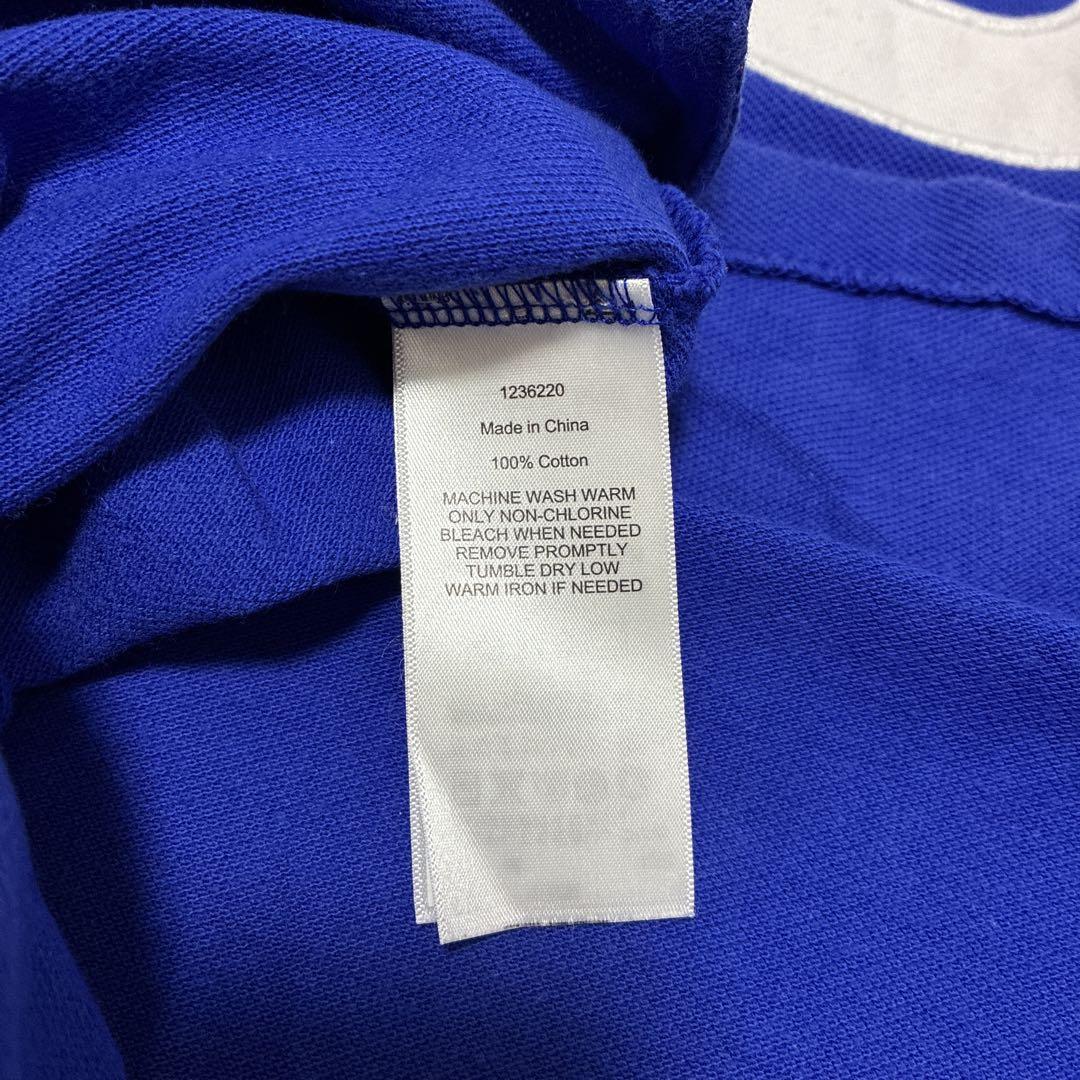 1236220
Made in China
100% Cotton
MACHINE WASH WARM
ONLY NON-CHLORINE
BLEACH WHEN NEEDED
REMOVE PROMPTLY
TUMBLE DRY LOW
WARM IRON IF NEEDED